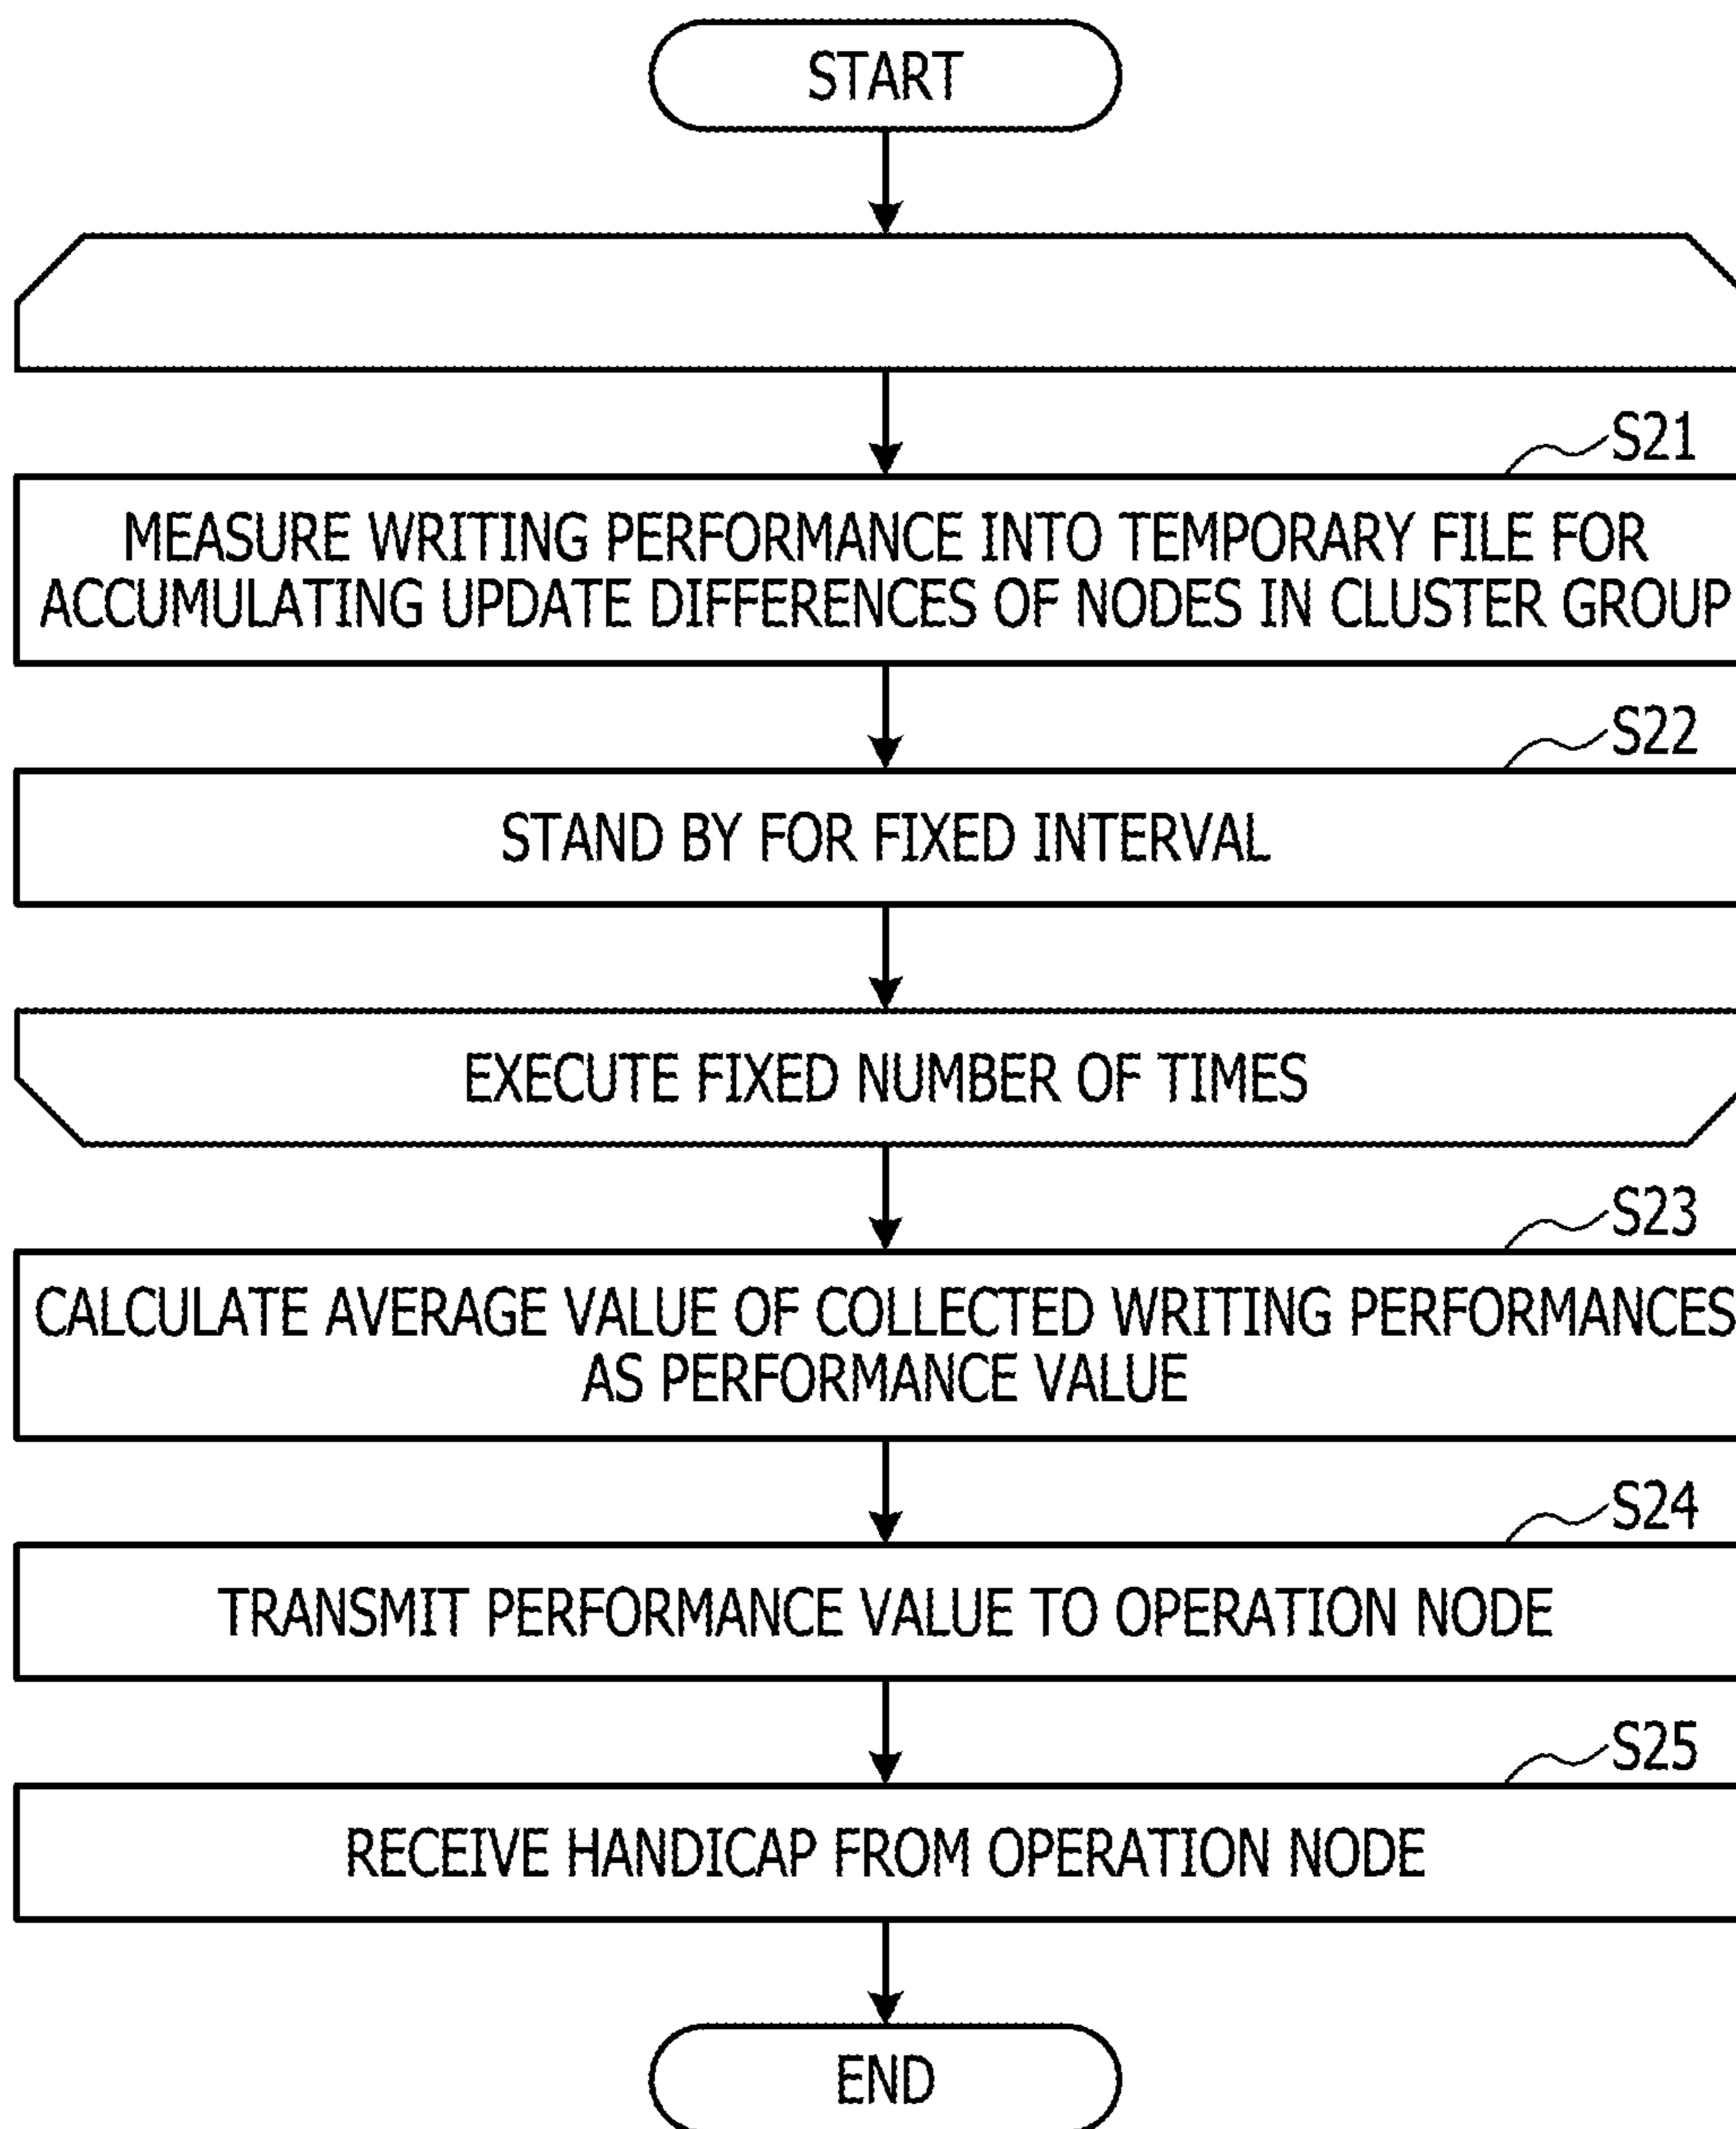 START
S21
MEASURE WRITING PERFORMANCE INTO TEMPORARY FILE FOR
ACCUMULATING UPDATE DIFFERENCES OF NODES IN CLUSTER GROUP
S22
STAND BY FOR FIXED INTERVAL
EXECUTE FIXED NUMBER OF TIMES
S23
CALCULATE AVERAGE VALUE OF COLLECTED WRITING PERFORMANCES
AS PERFORMANCE VALUE
S24
TRANSMIT PERFORMANCE VALUE TO OPERATION NODE
S25
RECEIVE HANDICAP FROM OPERATION NODE
END